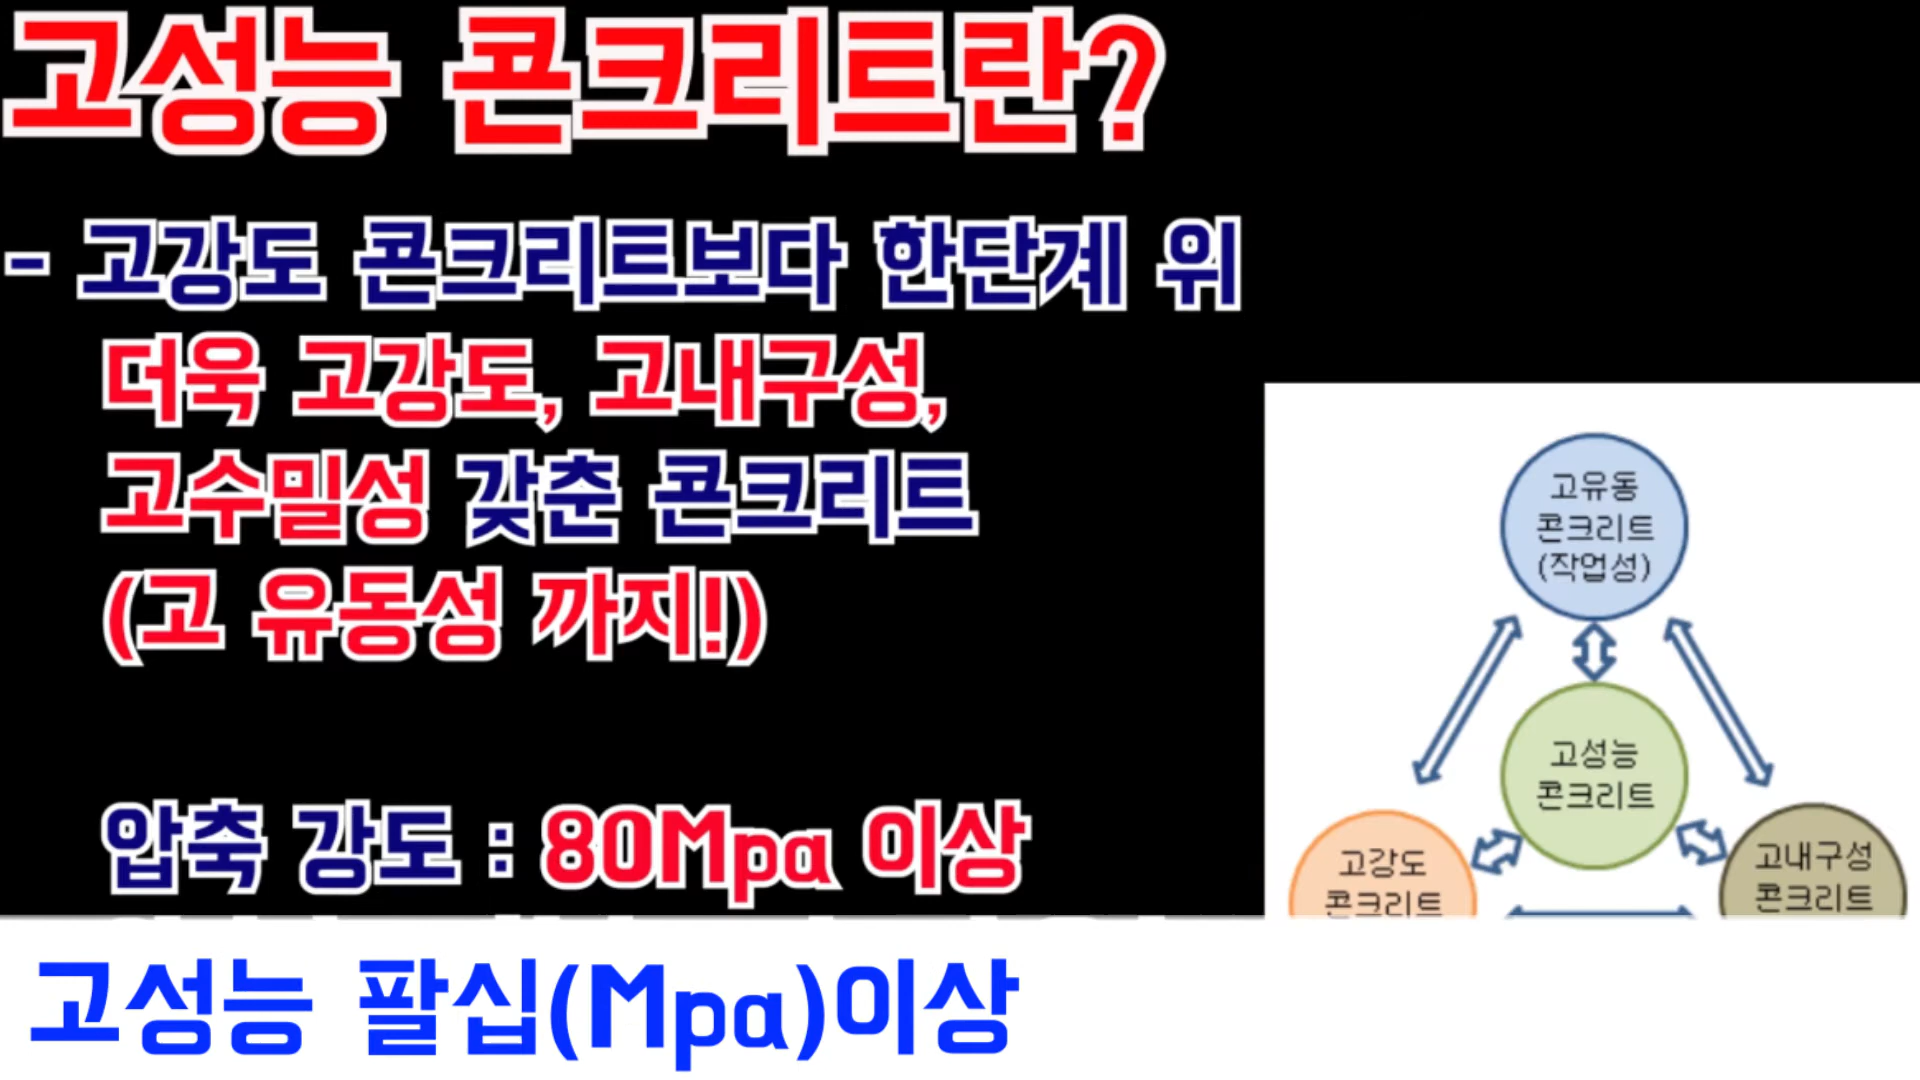 고성능 콘크리트란?
- 고강도 콘크리트보다 한단계 위
더욱 고강도, 고내구성,
고수밀성 갖춘 콘크리트
(고 유동성 까지!)
압축 강도 : 80Mpa 이상
고유동
콘크리트
(작업성)
고성능
콘크리트
고강도
콘크리트
고내구성
콘크리트
고성능 팔십(Mpa)이상